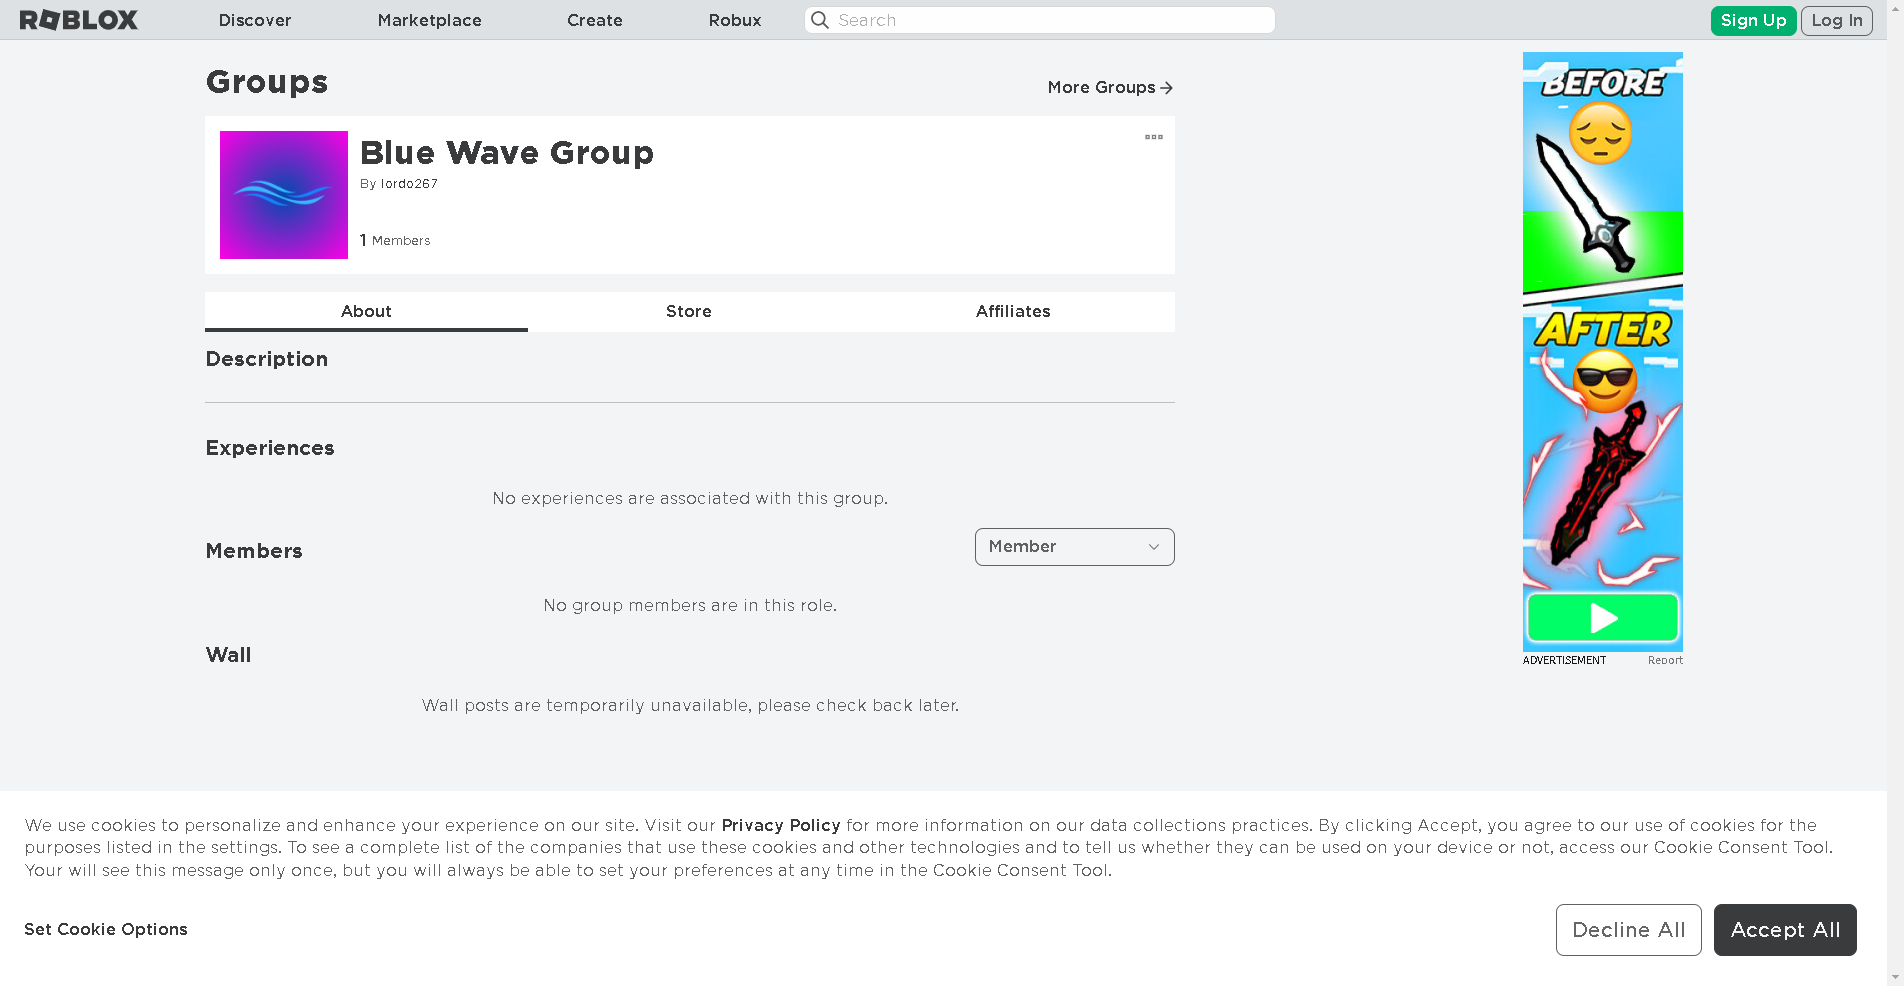 ROBLOX Discover Marketplace Create Robux Search Sign Up Log In
Groups
More Groups
Blue Wave Group
By lordo267
1 Members
About Store Affiliates
Description
Experiences
No experiences are associated with this group.
Members
Member
No group members are in this role.
Wall
Wall posts are temporarily unavailable, please check back later.
BEFORE
AFTER
ADVERTISEMENT Report
We use cookies to personalize and enhance your experience on our site. Visit our Privacy Policy for more information on our data collections practices. By clicking Accept, you agree to our use of cookies for the
purposes listed in the settings. To see a complete list of the companies that use these cookies and other technologies and to tell us whether they can be used on your device or not, access our Cookie Consent Tool.
Your will see this message only once, but you will always be able to set your preferences at any time in the Cookie Consent Tool.
Set Cookie Options
Decline All
Accept All